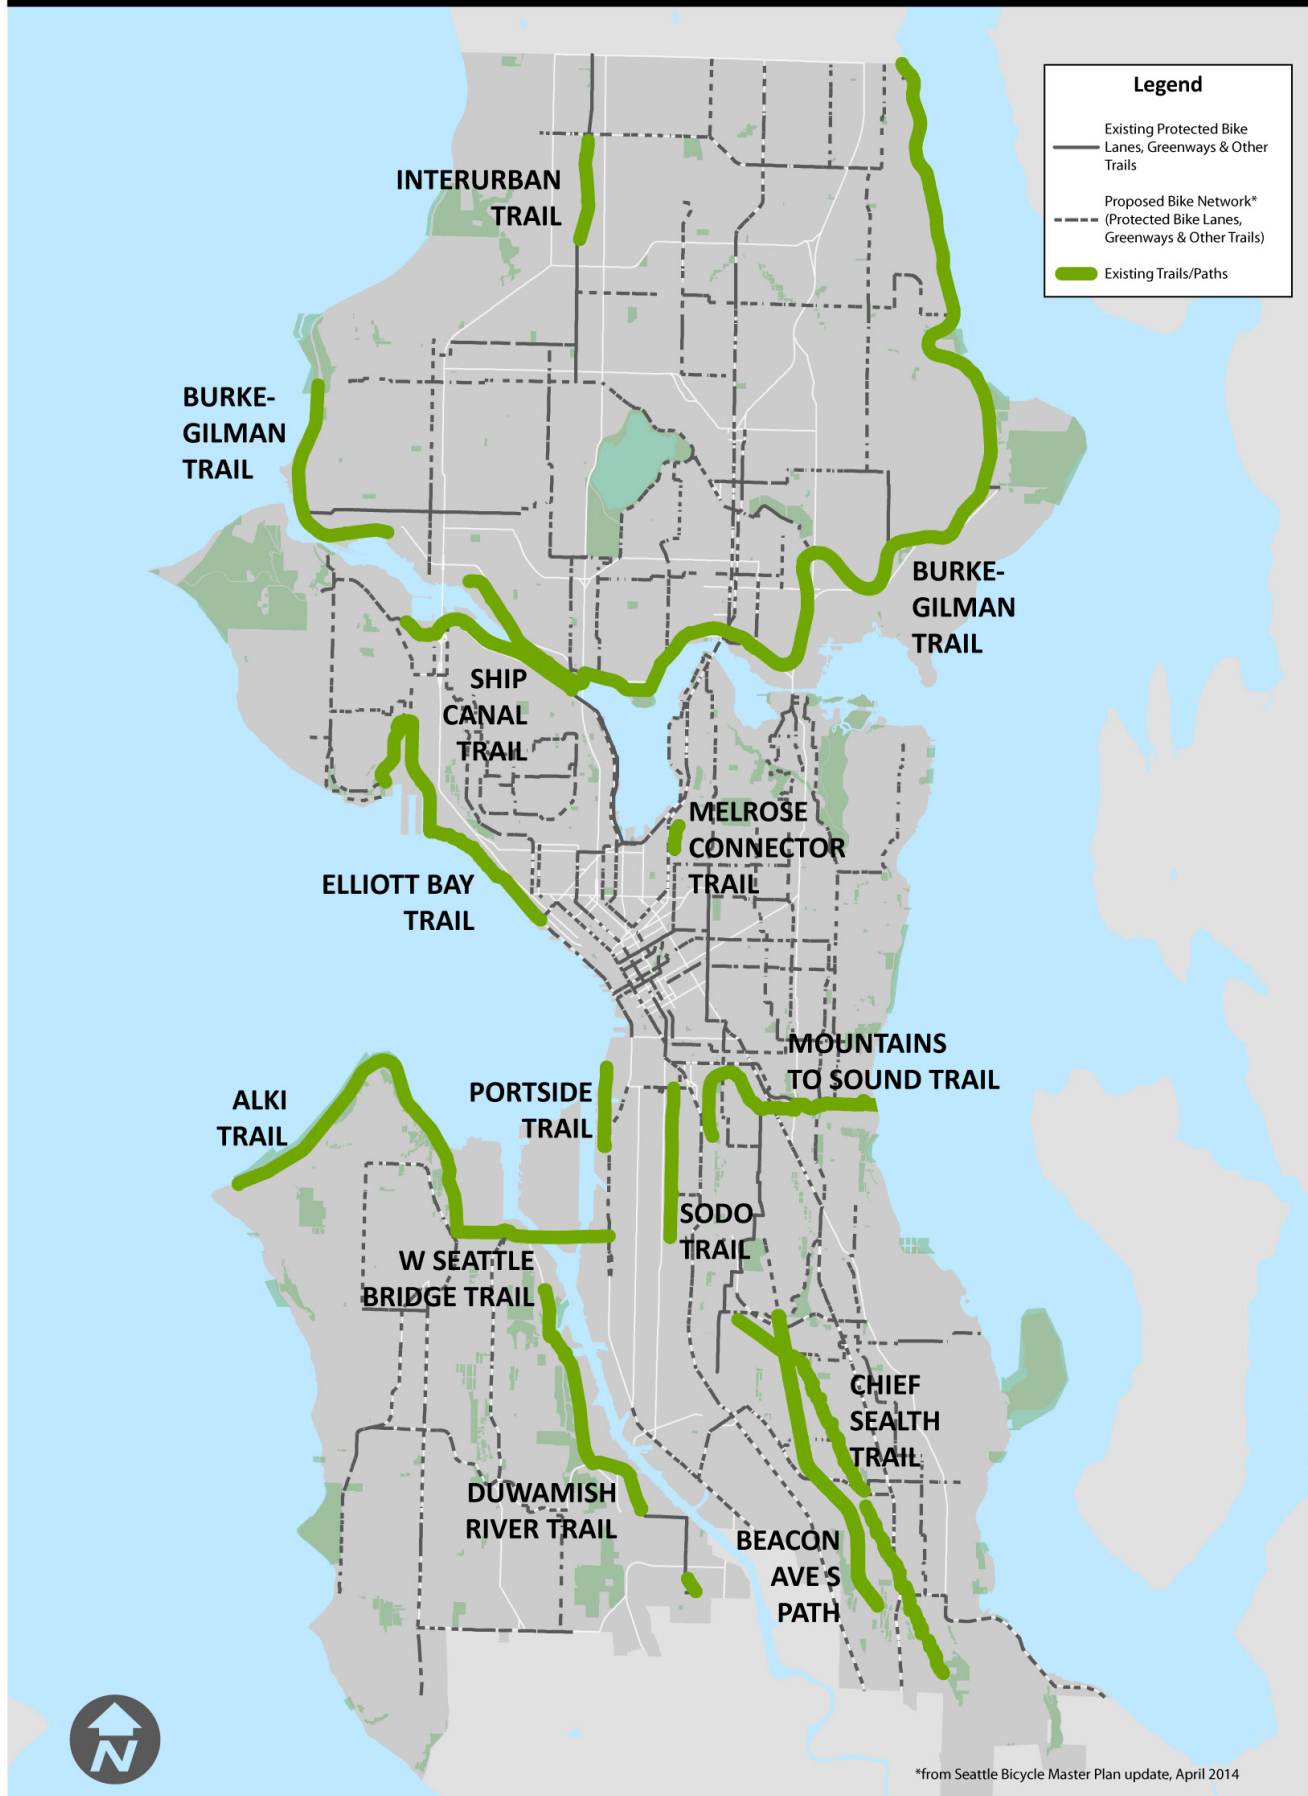 Legend
Existing Protected Bike
Lanes, Greenways & Other
Trails
Proposed Bike Network*
(Protected Bike Lanes,
Greenways & Other Trails)
Existing Trails/Paths
INTERURBAN
TRAIL
BURKE-
GILMAN
TRAIL
BURKE-
GILMAN
TRAIL
SHIP
CANAL
TRAIL
MELROSE
CONNECTOR
TRAIL
ELLIOTT BAY
TRAIL
MOUNTAINS
TO SOUND TRAIL
PORTSIDE
TRAIL
ALKI
TRAIL
SODO
TRAIL
W SEATTLE
BRIDGE TRAIL
CHIEF
SEALTH
TRAIL
DUWAMISH
RIVER TRAIL
BEACON
AVE S
PATH
N
*from Seattle Bicycle Master Plan update, April 2014